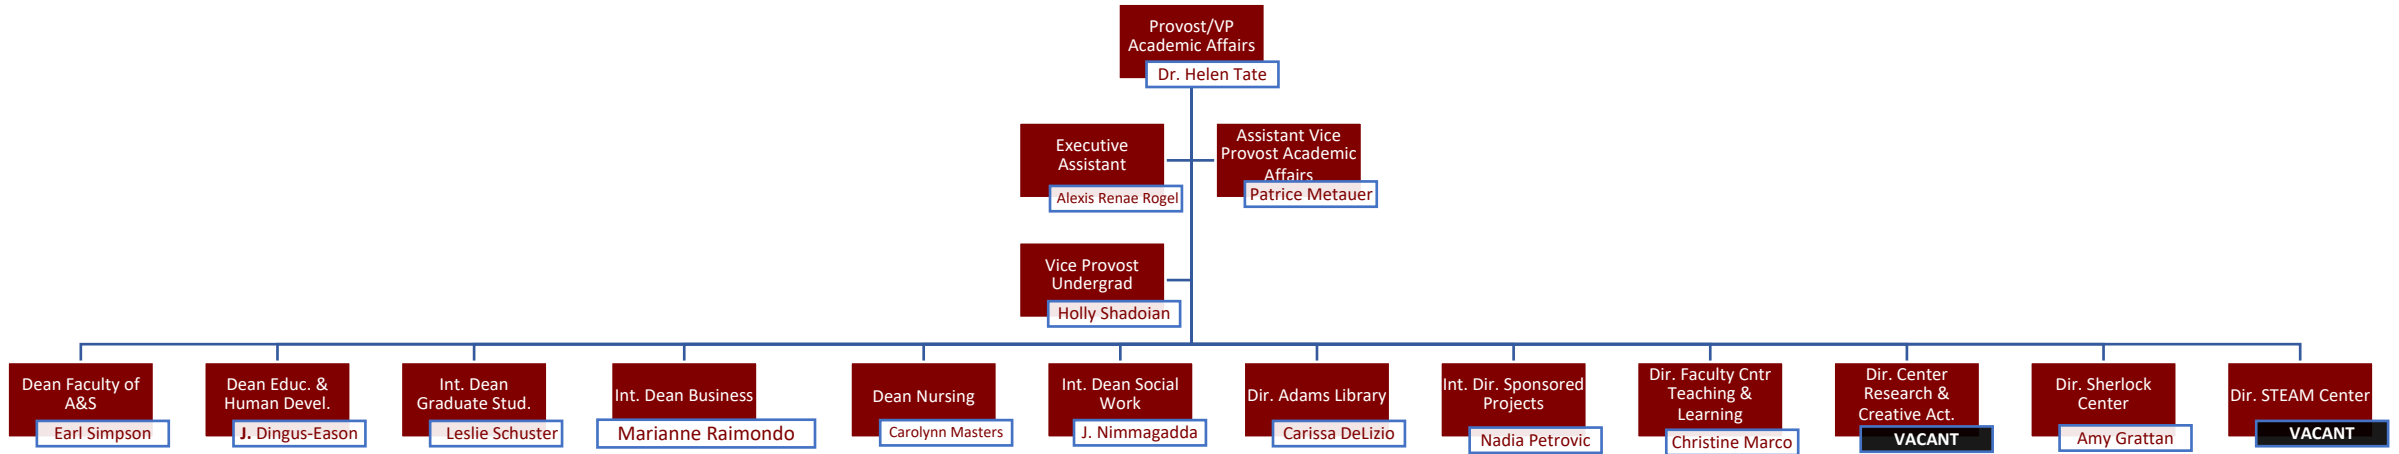 Provost/VP
Academic Affairs
Dr. Helen Tate
Executive
Assistant
Alexis Renae Rogel
Assistant Vice
Provost Academic
Affairs
Patrice Metauer
Vice Provost
Undergrad
Holly Shadoian
Dean Faculty of
A&S
Earl Simpson
Dean Educ. &
Human Devel.
J. Dingus-Eason
Int. Dean
Graduate Stud.
Leslie Schuster
Int. Dean Business
Marianne Raimondo
Dean Nursing
Carolynn Masters
Int. Dean Social
Work
J. Nimmagadda
Dir. Adams Library
Carissa DeLizio
Int. Dir. Sponsored
Projects
Nadia Petrovic
Dir. Faculty Cntr
Teaching &
Learning
Christine Marco
Dir. Center
Research &
Creative Act.
VACANT
Dir. Sherlock
Center
Amy Grattan
Dir. STEAM Center
VACANT